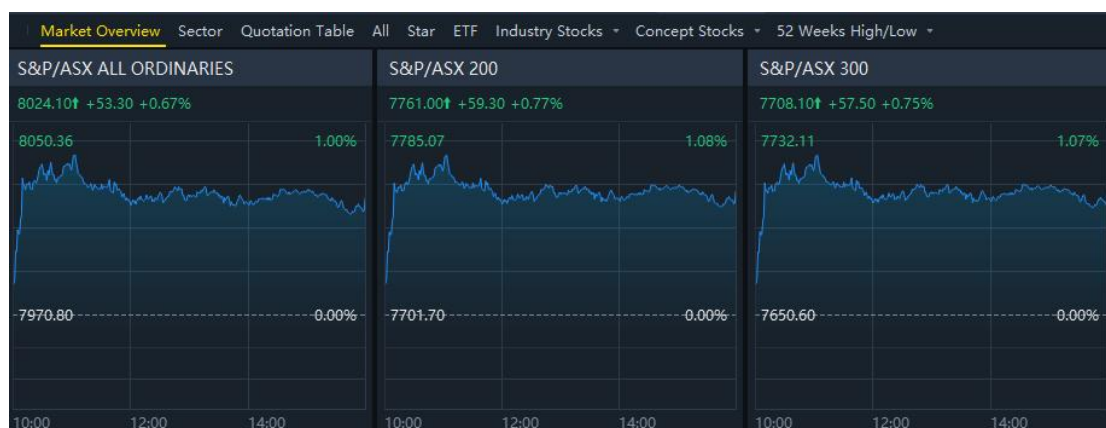 Market Overview Sector Quotation Table All Star ETF Industry Stocks Concept Stocks 52 Weeks High/Low
S&P/ASX ALL ORDINARIES
8024.10↑ +53.30 +0.67%
8050.36 1.00%
7970.80 0.00%
10:00 12:00 14:00
S&P/ASX 200
7761.00↑ +59.30 +0.77%
7785.07 1.08%
7701.70 0.00%
10:00 12:00 14:00
S&P/ASX 300
7708.10↑ +57.50 +0.75%
7732.11 1.07%
7650.60 0.00%
10:00 12:00 14:00